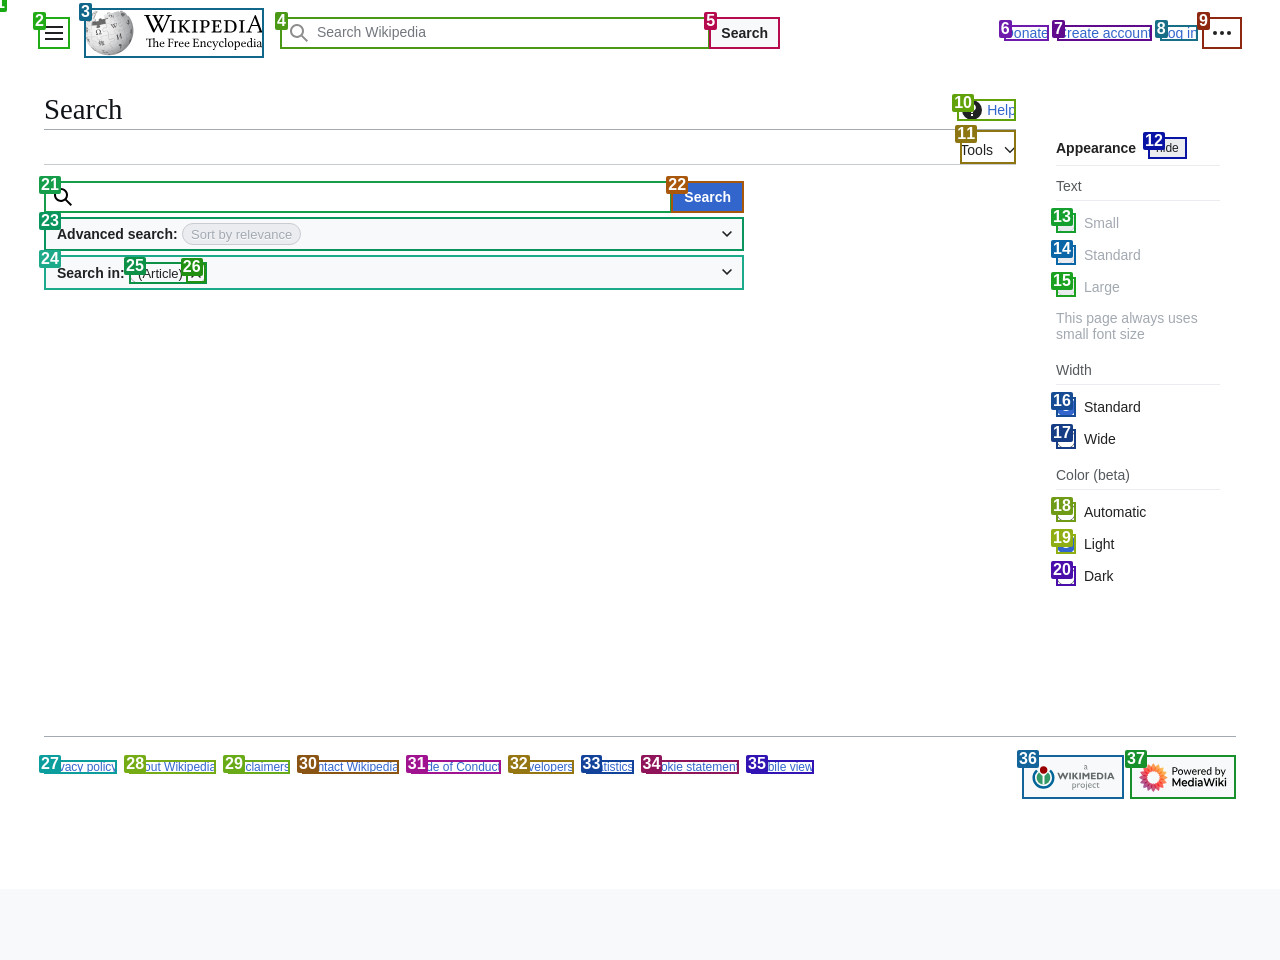 1
2
3
WIKIPEDIA
The Free Encyclopedia
4
Search Wikipedia
5
Search
6
onate
7
reate account
8
og in
9
Search
10
Help
11
Tools
Appearance
12
hide
Text
13
Small
14
Standard
15
Large
This page always uses
small font size
Width
16
Standard
17
Wide
Color (beta)
18
Automatic
19
Light
20
Dark
21
22
Search
23
Advanced search:
Sort by relevance
24
Search in:
25
(Article)
26
27
vacy policy
28
out Wikipedia
29
claimers
30
ntact Wikipedia
31
de of Conduct
32
velopers
33
tistics
34
okie statement
35
bile view
36
a
WIKIMEDIA
project
37
Powered by
MediaWiki